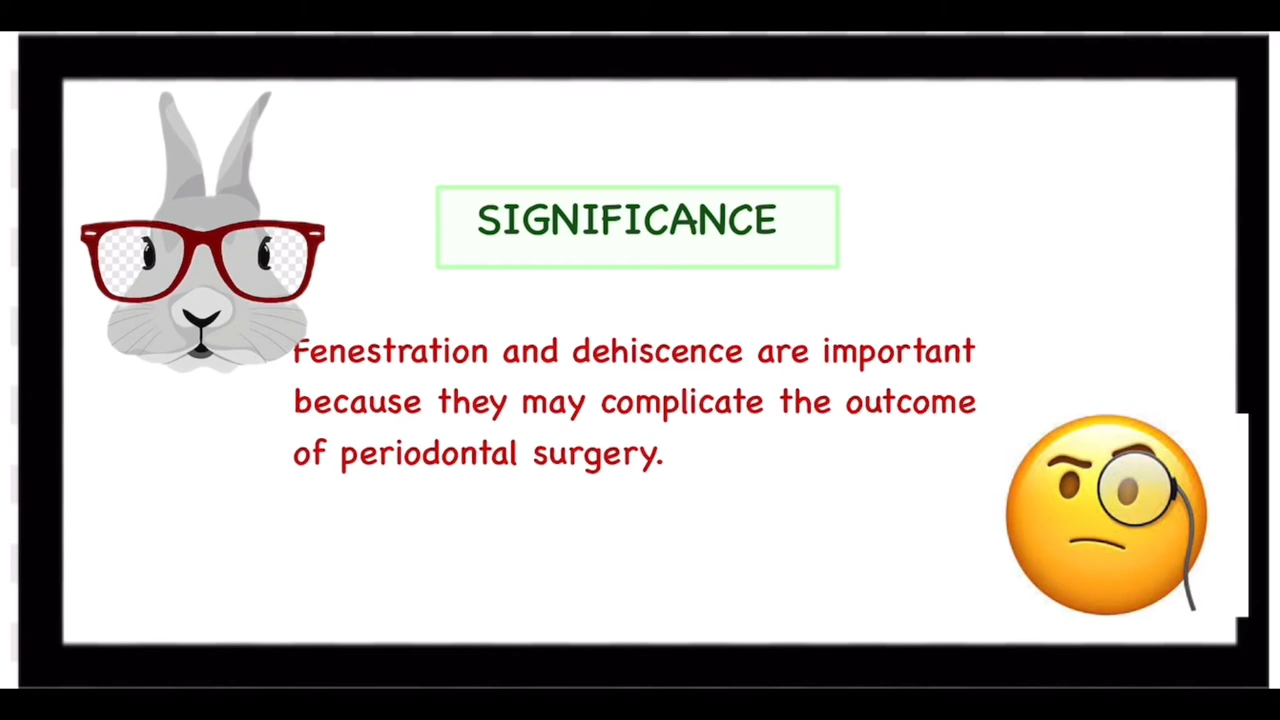 SIGNIFICANCE
Fenestration and dehiscence are important
because they may complicate the outcome
of periodontal surgery.